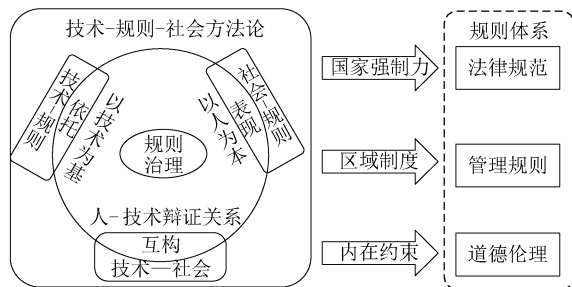 技术-规则-社会方法论
技术—规则
依托
以技术为基
社会-规则
表现
以人为本
规则
治理
人-技术辩证关系
互构
技术—社会
国家强制力
区域制度
内在约束
规则体系
法律规范
管理规则
道德伦理